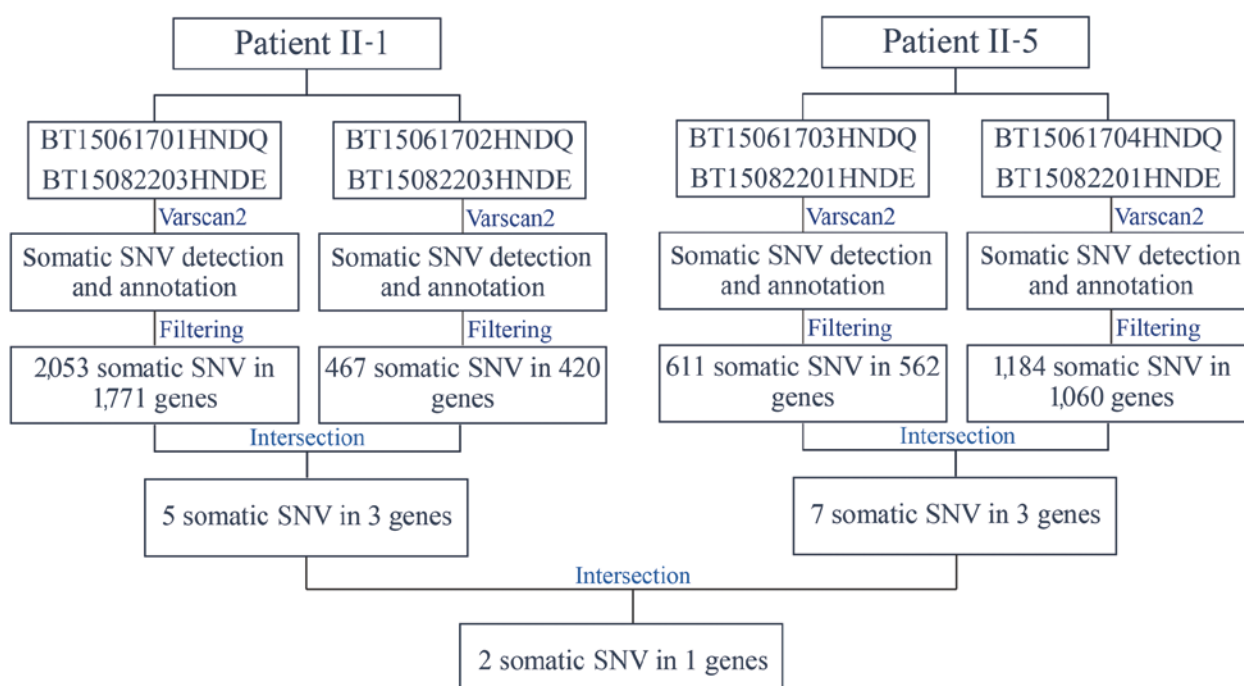 Patient II-1
Patient II-5
BT15061701HNDQ
BT15082203HNDE
BT15061702HNDQ
BT15082203HNDE
BT15061703HNDQ
BT15082201HNDE
BT15061704HNDQ
BT15082201HNDE
Varscan2
Varscan2
Varscan2
Varscan2
Somatic SNV detection
and annotation
Somatic SNV detection
and annotation
Somatic SNV detection
and annotation
Somatic SNV detection
and annotation
Filtering
Filtering
Filtering
Filtering
2,053 somatic SNV in
1,771 genes
467 somatic SNV in 420
genes
611 somatic SNV in 562
genes
1,184 somatic SNV in
1,060 genes
Intersection
Intersection
5 somatic SNV in 3 genes
7 somatic SNV in 3 genes
Intersection
2 somatic SNV in 1 genes